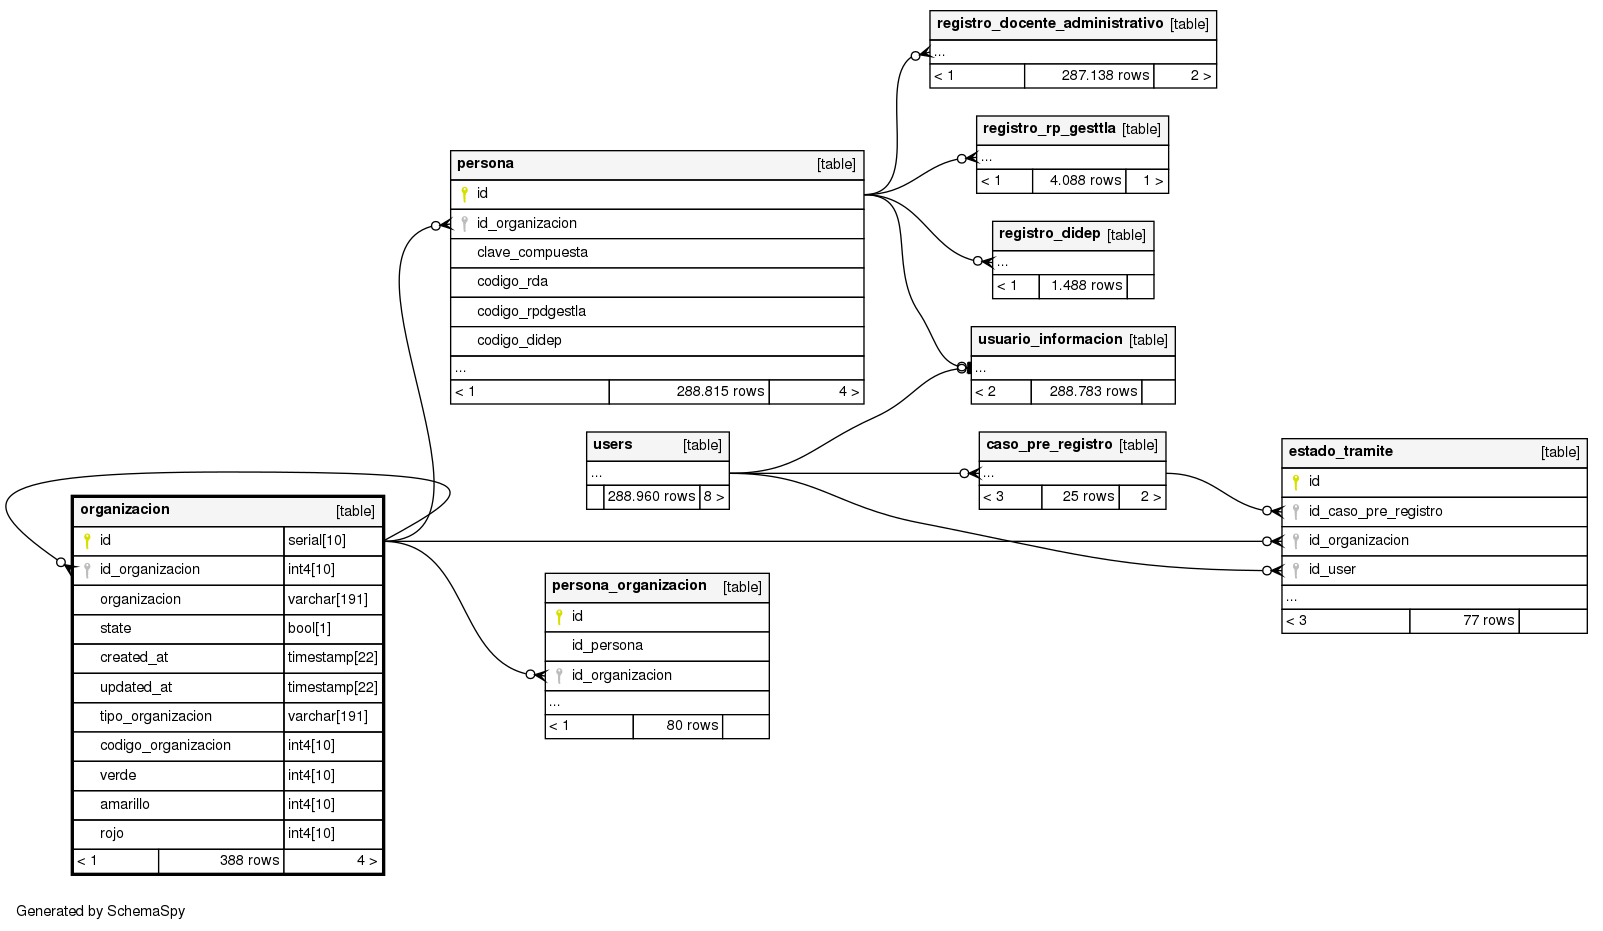 registro_docente_administrativo [table]
...
< 1 287.138 rows 2 >
registro_rp_gesttla [table]
...
< 1 4.088 rows 1 >
persona [table]
id
id_organizacion
clave_compuesta
codigo_rda
codigo_rpdgestla
codigo_didep
...
< 1 288.815 rows 4 >
registro_didep [table]
...
< 1 1.488 rows
usuario_informacion [table]
...
< 2 288.783 rows
users [table]
...
288.960 rows 8 >
caso_pre_registro [table]
...
< 3 25 rows 2 >
estado_tramite [table]
id
id_caso_pre_registro
id_organizacion
id_user
...
< 3 77 rows
organizacion [table]
id serial[10]
id_organizacion int4[10]
organizacion varchar[191]
state bool[1]
created_at timestamp[22]
updated_at timestamp[22]
tipo_organizacion varchar[191]
codigo_organizacion int4[10]
verde int4[10]
amarillo int4[10]
rojo int4[10]
< 1 388 rows 4 >
persona_organizacion [table]
id
id_persona
id_organizacion
...
< 1 80 rows
Generated by SchemaSpy